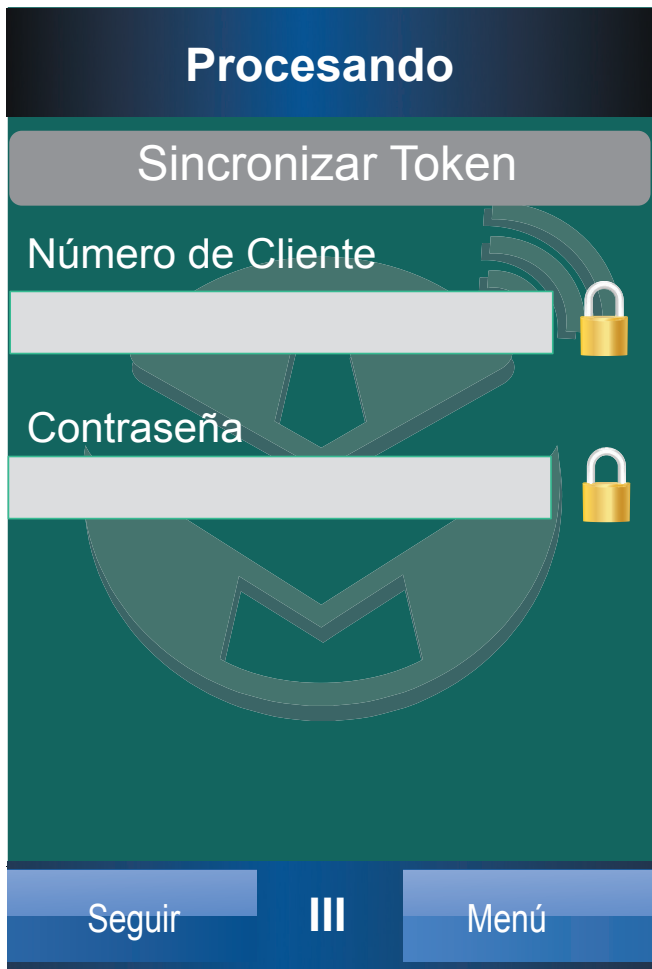 Procesando
Sincronizar Token
Número de Cliente
Contraseña
Seguir III Menú